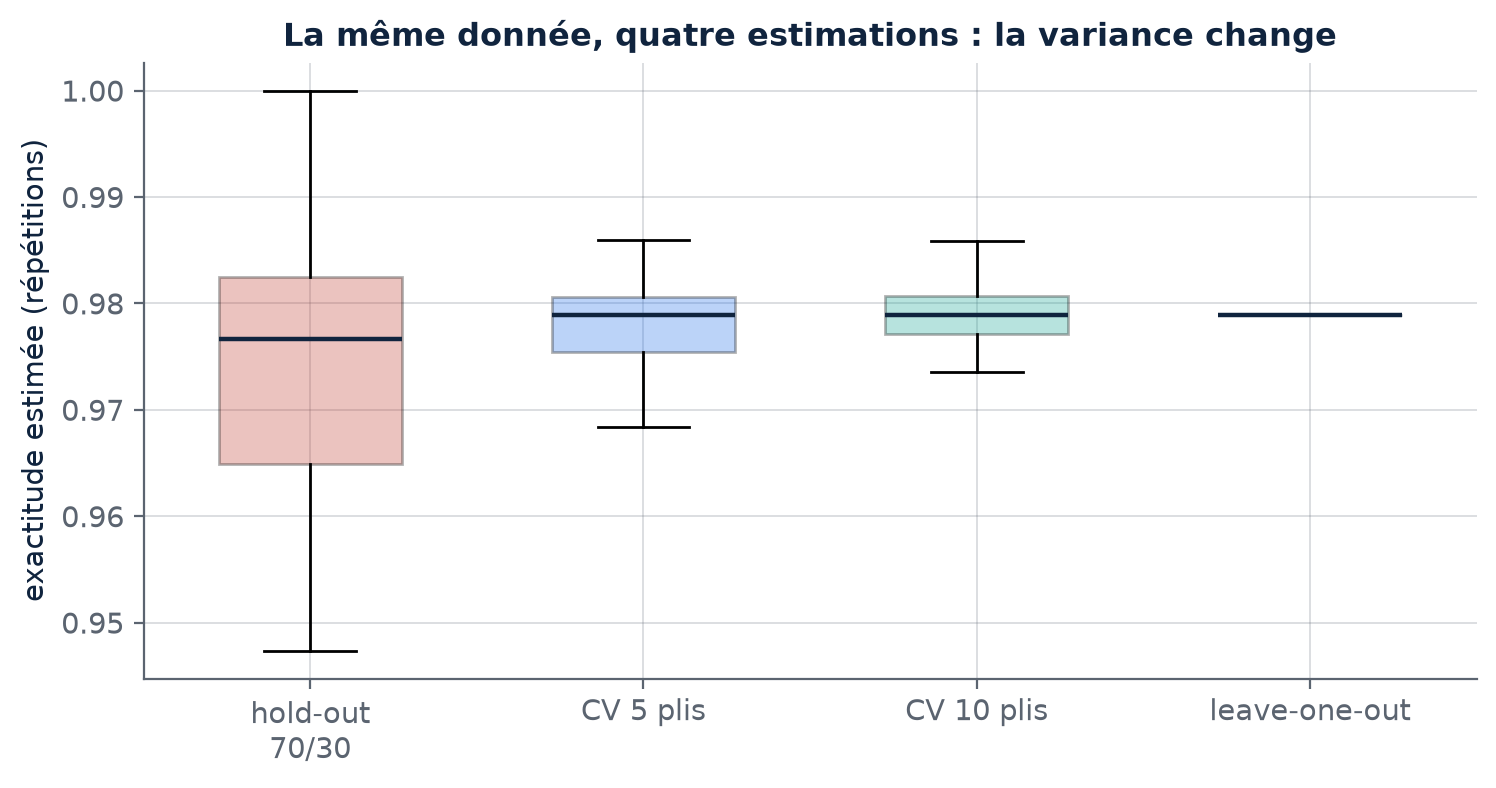 La même donnée, quatre estimations : la variance change
exactitude estimée (répétitions)
1.00
0.99
0.98
0.97
0.96
0.95
hold-out
70/30
CV 5 plis
CV 10 plis
leave-one-out